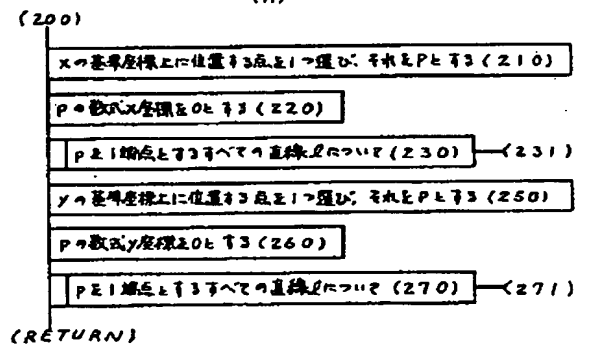 (200)
xの基準座標上に位置する点を1つ選び、それをPとする(210)
Pの数式x座標を0とする(220)
Pを1端点とするすべての直線lについて(230) (231)
yの基準座標上に位置する点を1つ選び、それをPとする(250)
Pの数式y座標を0とする(260)
Pを1端点とするすべての直線lについて(270) (271)
(RETURN)